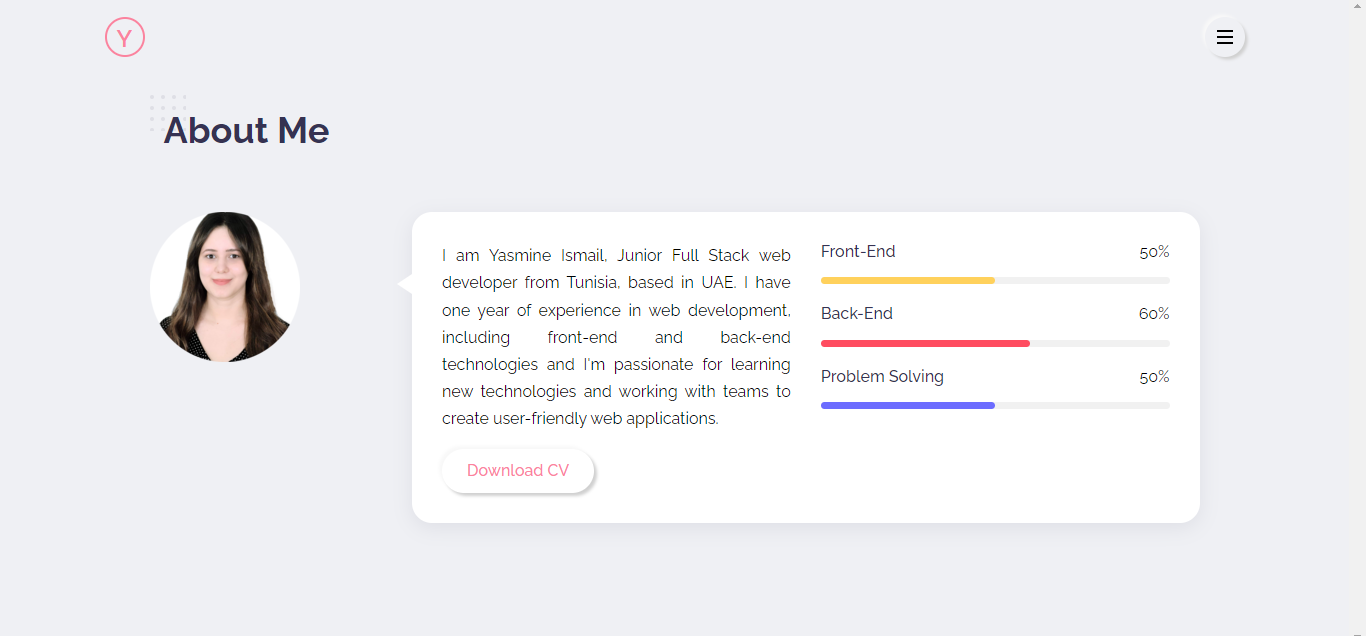 Y
About Me
I am Yasmine Ismail, Junior Full Stack web
developer from Tunisia, based in UAE. I have
one year of experience in web development,
including front-end and back-end
technologies and I'm passionate for learning
new technologies and working with teams to
create user-friendly web applications.
Download CV
Front-End 50%
Back-End 60%
Problem Solving 50%